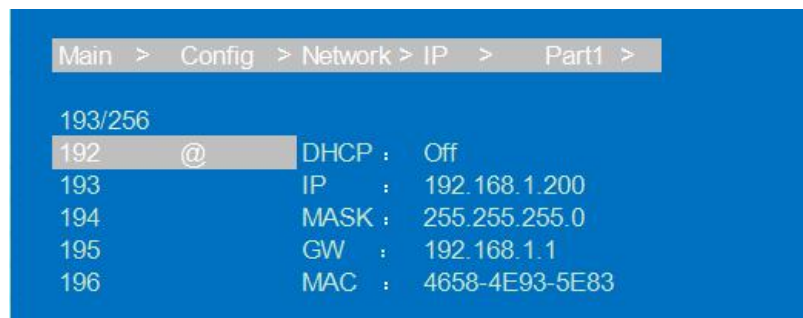 Main > Config > Network > IP > Part1 >
193/256
192 @ DHCP : Off
193 IP : 192.168.1.200
194 MASK : 255.255.255.0
195 GW : 192.168.1.1
196 MAC : 4658-4E93-5E83